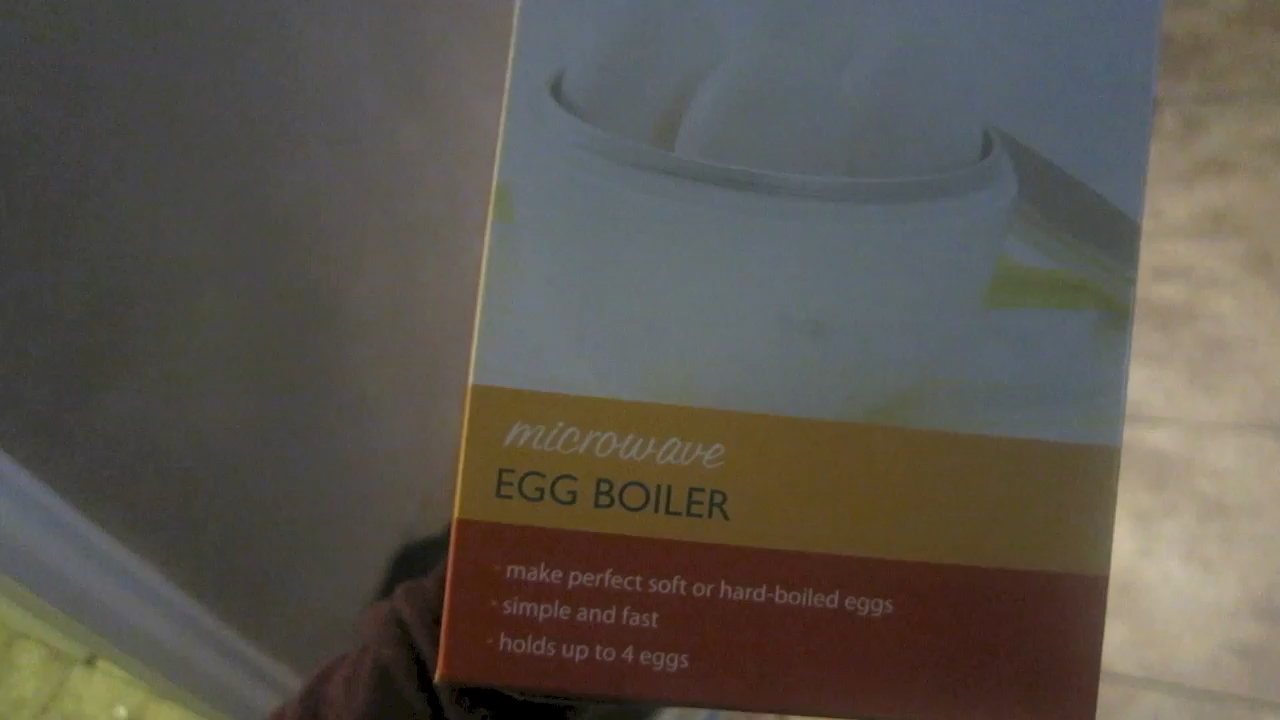 microwave
EGG BOILER
· make perfect soft or hard-boiled eggs
· simple and fast
· holds up to 4 eggs